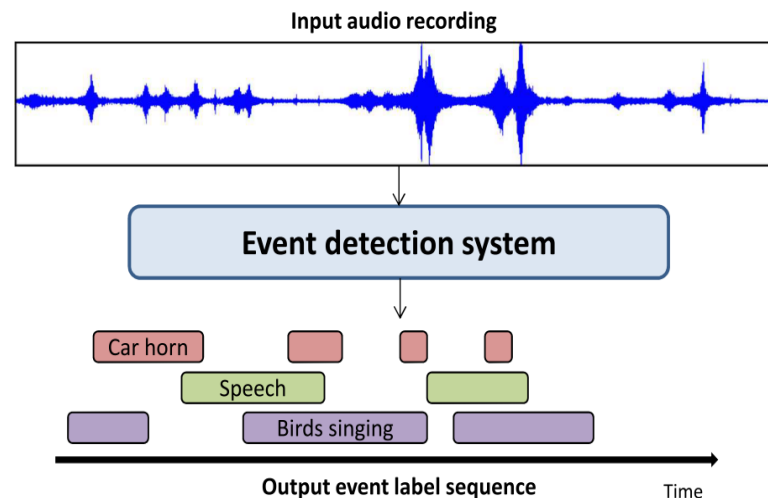 Input audio recording
Event detection system
Car horn
Speech
Birds singing
Output event label sequence
Time